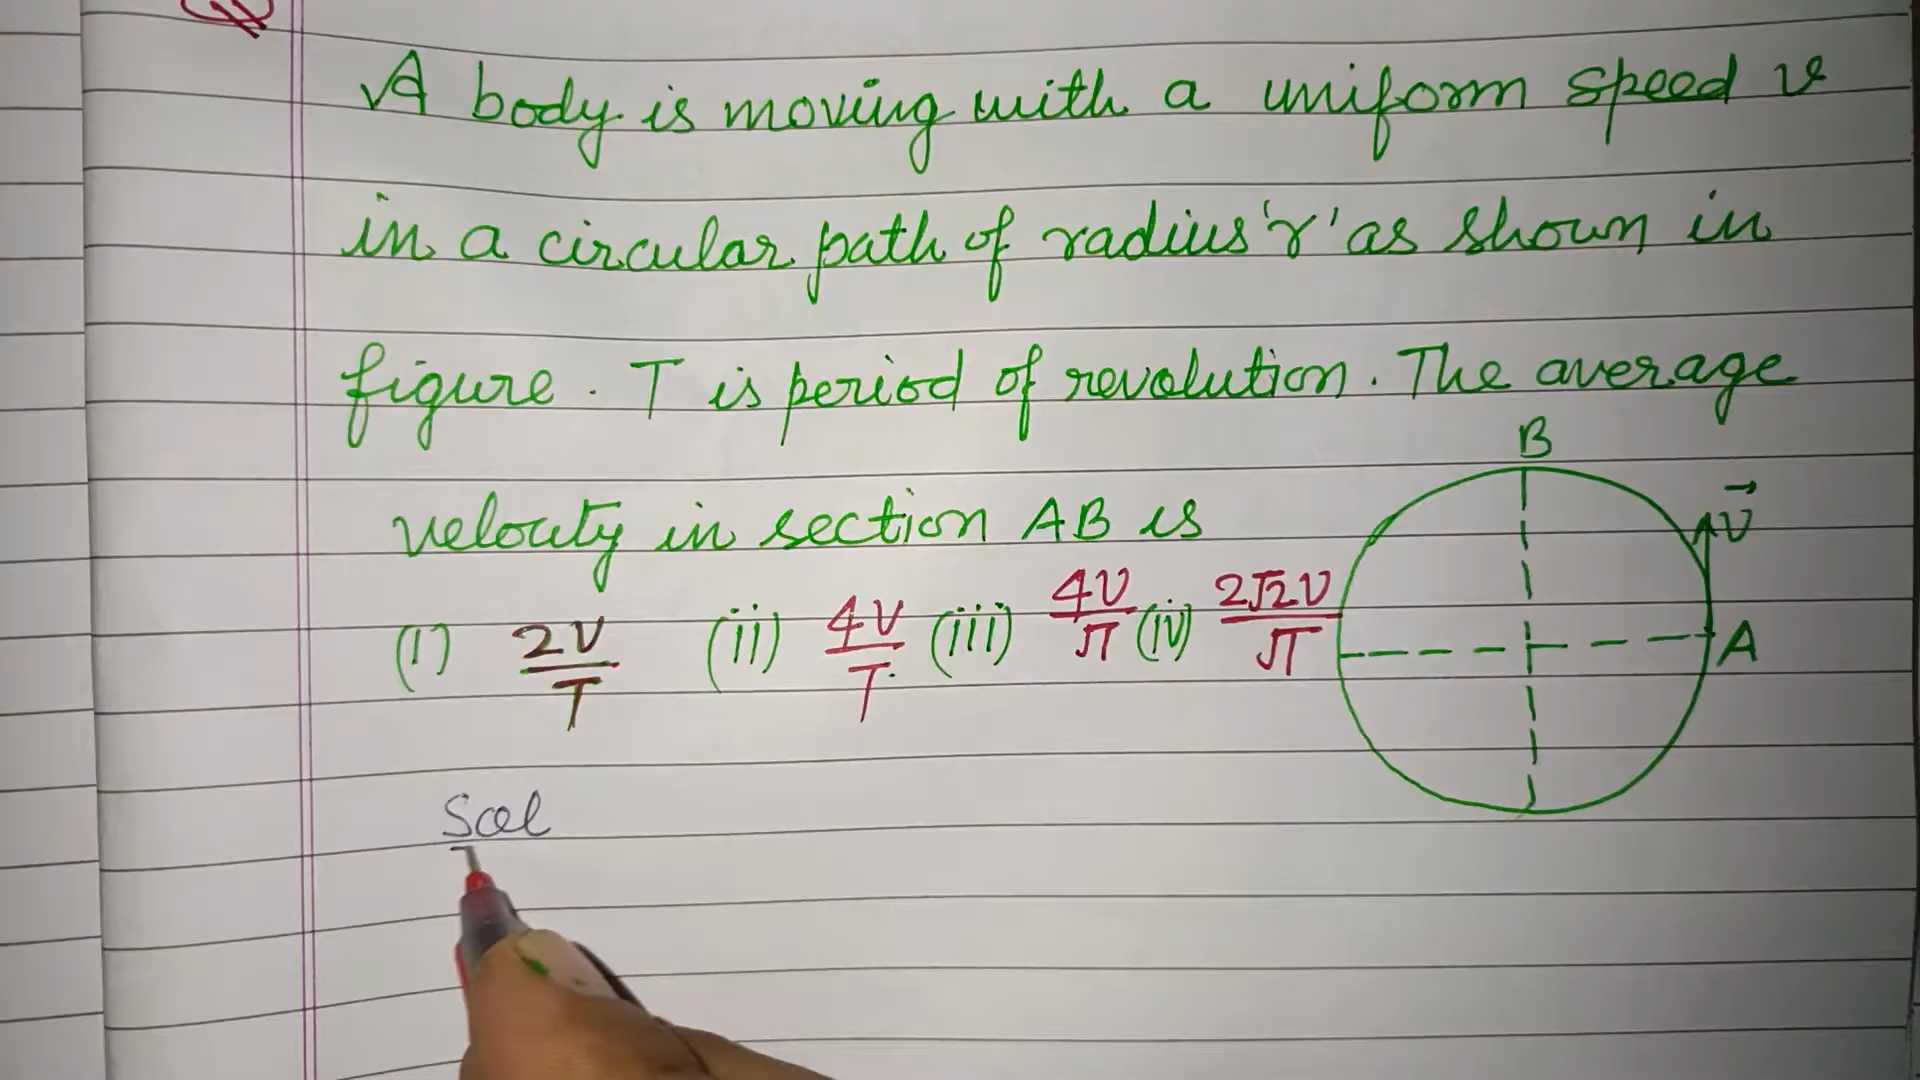 A body is moving with a uniform speed v
in a circular path of radius 'r' as shown in
figure. T is period of revolution. The average
B
velouty in section AB is
v⃗
(i) 2V/T (ii) 4V/T (iii) 4V/π (iv) 2√2V/π
A
Sol